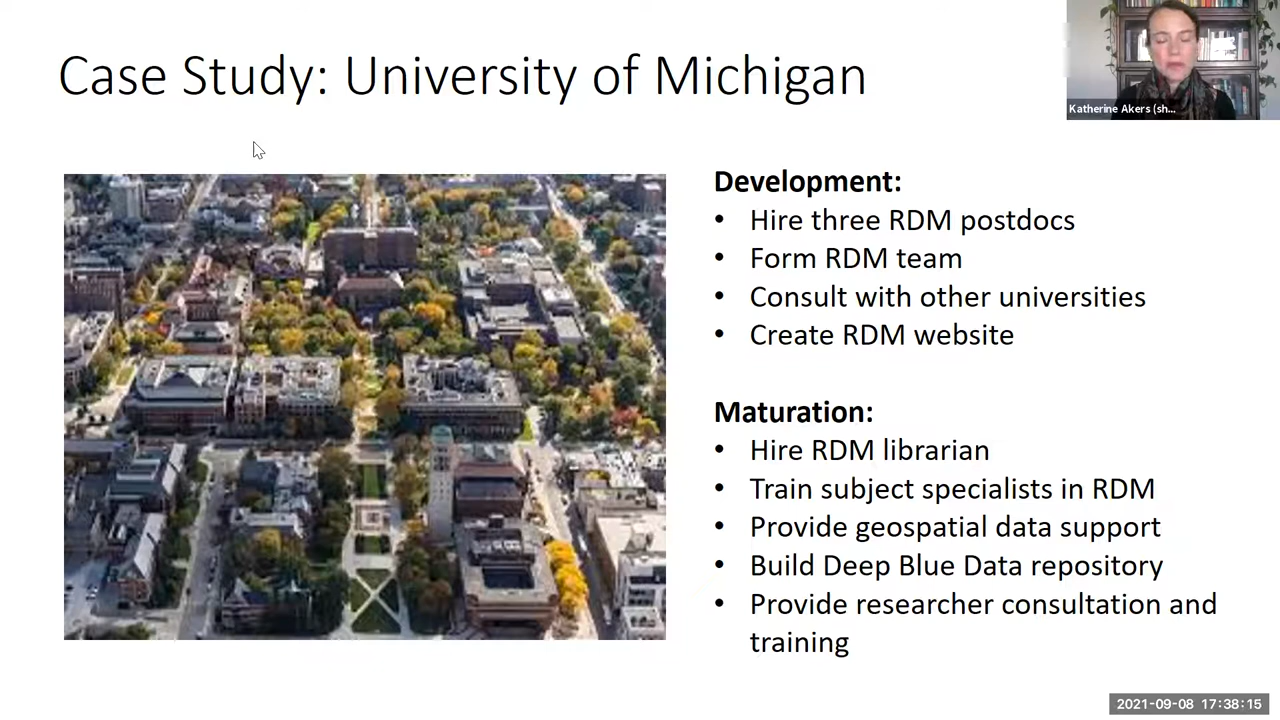 Case Study: University of Michigan
Katherine Akers (sh...
Development:
• Hire three RDM postdocs
• Form RDM team
• Consult with other universities
• Create RDM website
Maturation:
• Hire RDM librarian
• Train subject specialists in RDM
• Provide geospatial data support
• Build Deep Blue Data repository
• Provide researcher consultation and
training
2021-09-08 17:38:15